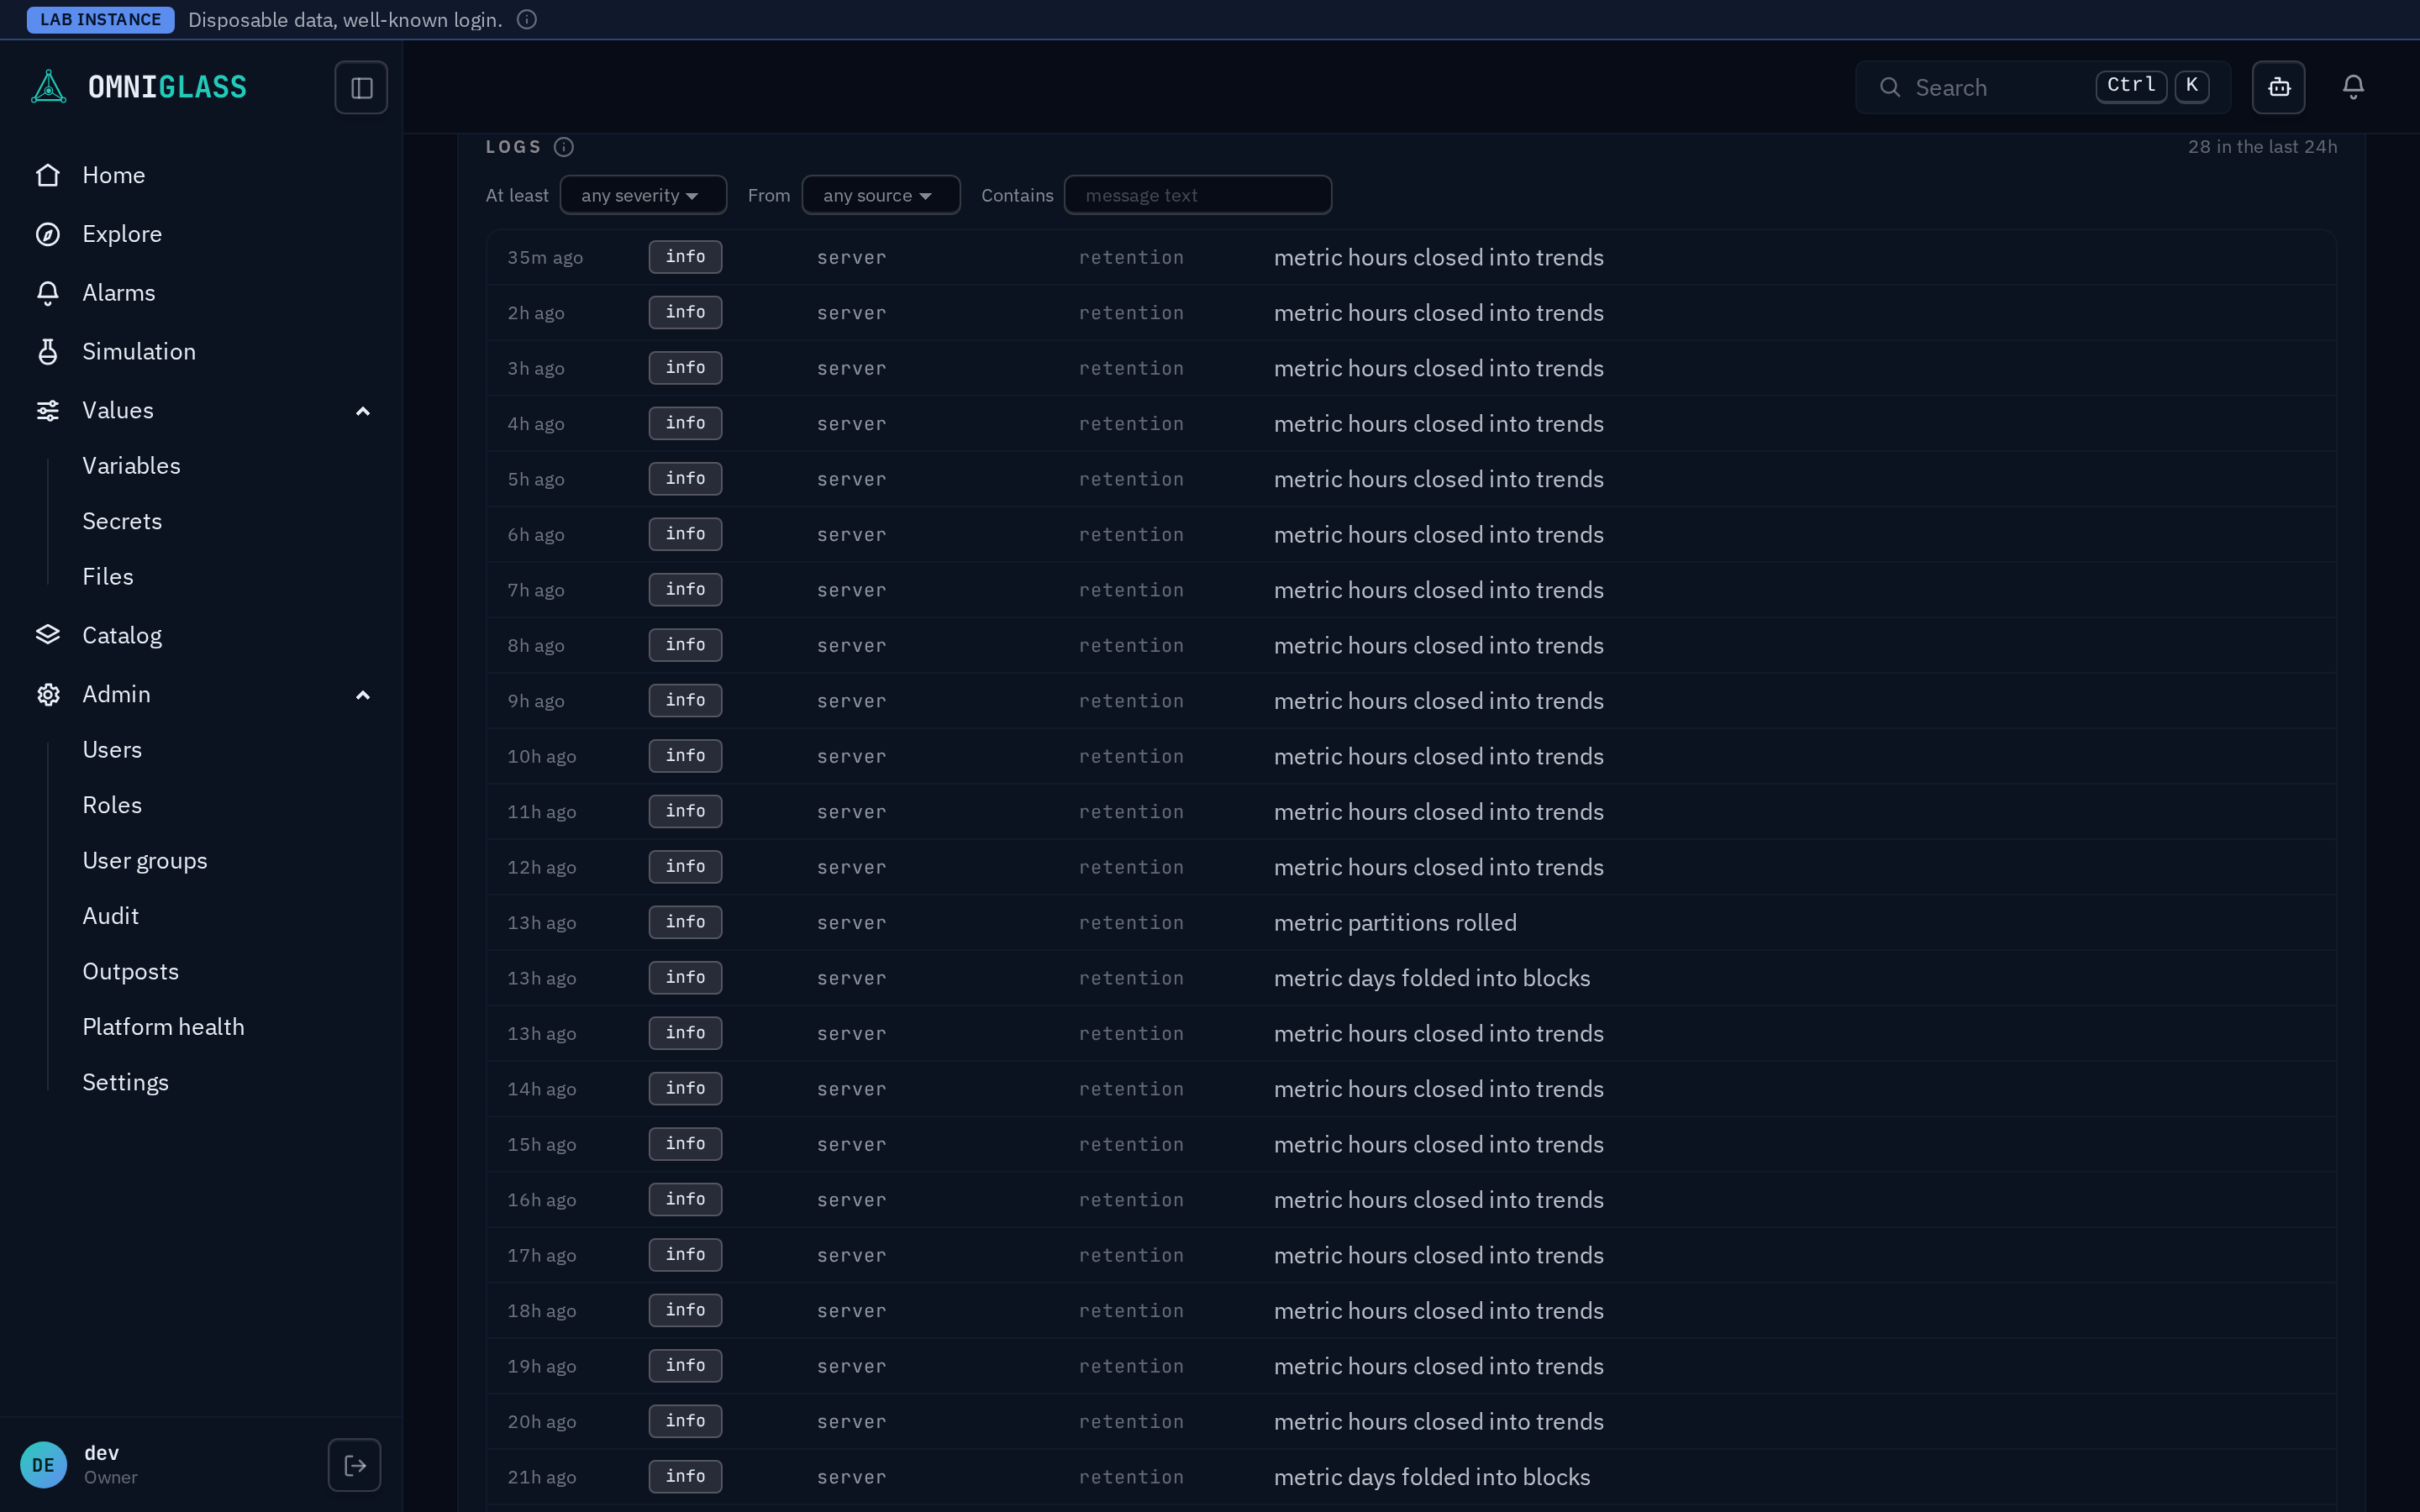 LAB INSTANCE Disposable data, well-known login.
OMNIGLASS
Search Ctrl K
Home
Explore
Alarms
Simulation
Values
Variables
Secrets
Files
Catalog
Admin
Users
Roles
User groups
Audit
Outposts
Platform health
Settings
DE dev
Owner
LOGS 28 in the last 24h
At least any severity From any source Contains message text
35m ago info server retention metric hours closed into trends
2h ago info server retention metric hours closed into trends
3h ago info server retention metric hours closed into trends
4h ago info server retention metric hours closed into trends
5h ago info server retention metric hours closed into trends
6h ago info server retention metric hours closed into trends
7h ago info server retention metric hours closed into trends
8h ago info server retention metric hours closed into trends
9h ago info server retention metric hours closed into trends
10h ago info server retention metric hours closed into trends
11h ago info server retention metric hours closed into trends
12h ago info server retention metric hours closed into trends
13h ago info server retention metric partitions rolled
13h ago info server retention metric days folded into blocks
13h ago info server retention metric hours closed into trends
14h ago info server retention metric hours closed into trends
15h ago info server retention metric hours closed into trends
16h ago info server retention metric hours closed into trends
17h ago info server retention metric hours closed into trends
18h ago info server retention metric hours closed into trends
19h ago info server retention metric hours closed into trends
20h ago info server retention metric hours closed into trends
21h ago info server retention metric days folded into blocks